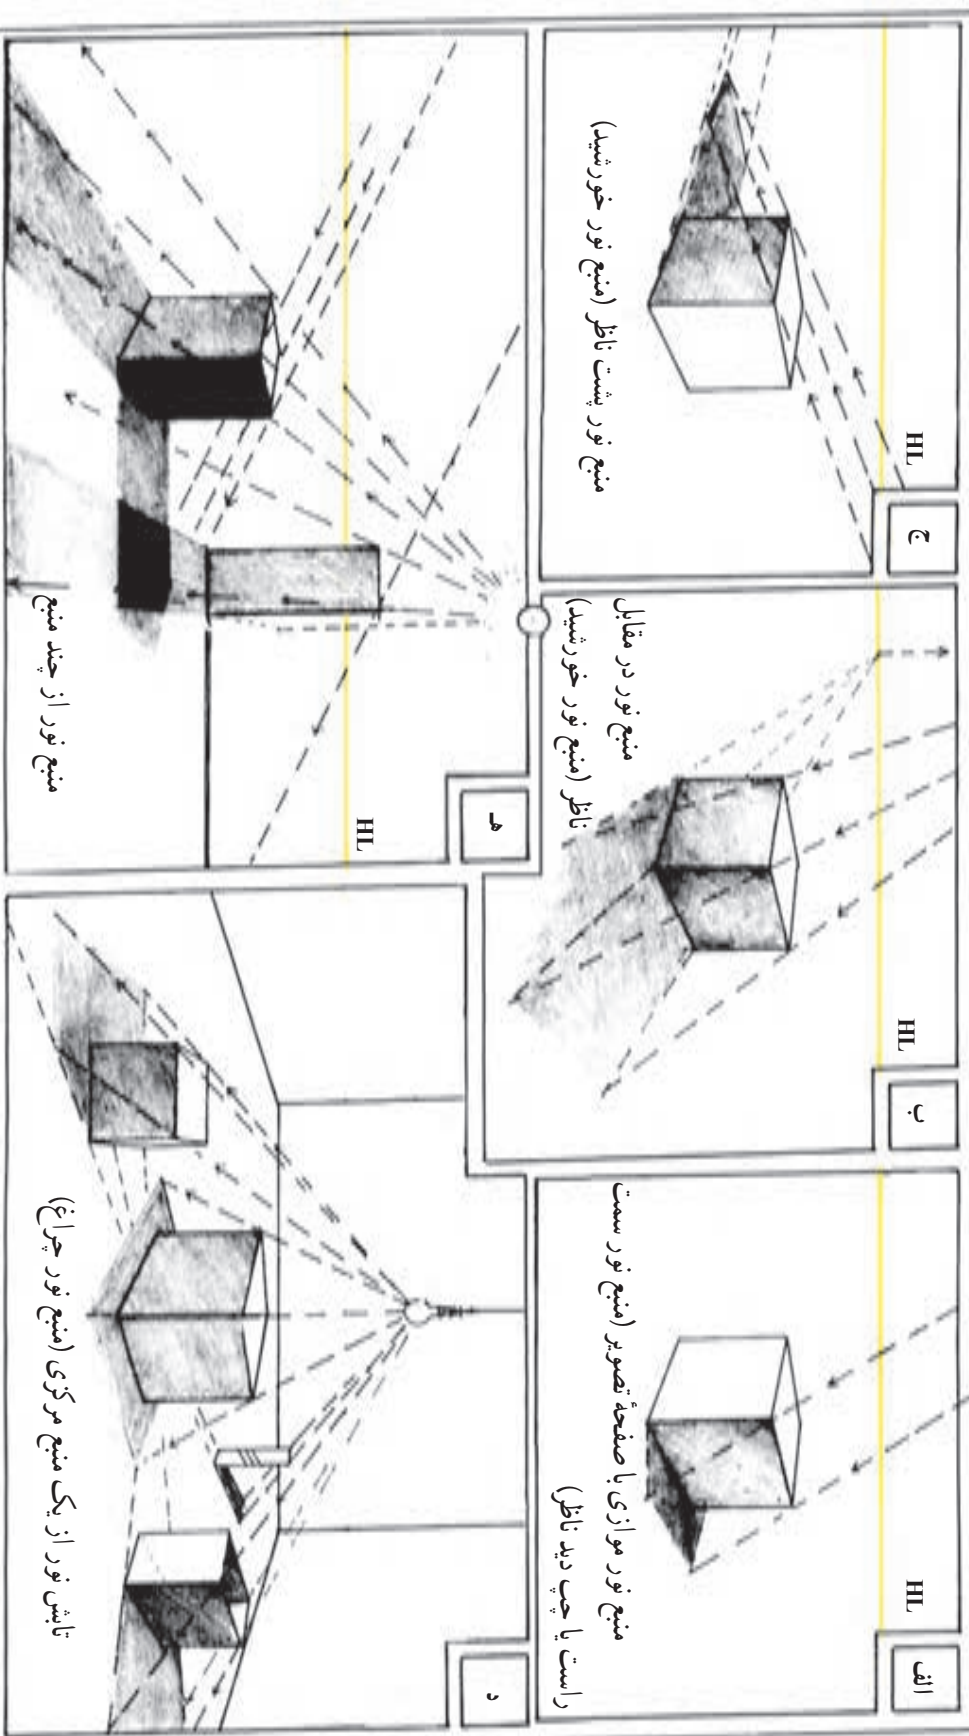 الف
HL
منبع نور موازی با صفحهٔ تصویر (منبع نور سمت
راست یا چپ دید ناظر)
ب
HL
منبع نور در مقابل
ناظر (منبع نور خورشید)
ج
HL
منبع نور پشت ناظر (منبع نور خورشید)
د
تابش نور از یک منبع مرکزی (منبع نور چراغ)
هـ
HL
منبع نور از چند منبع